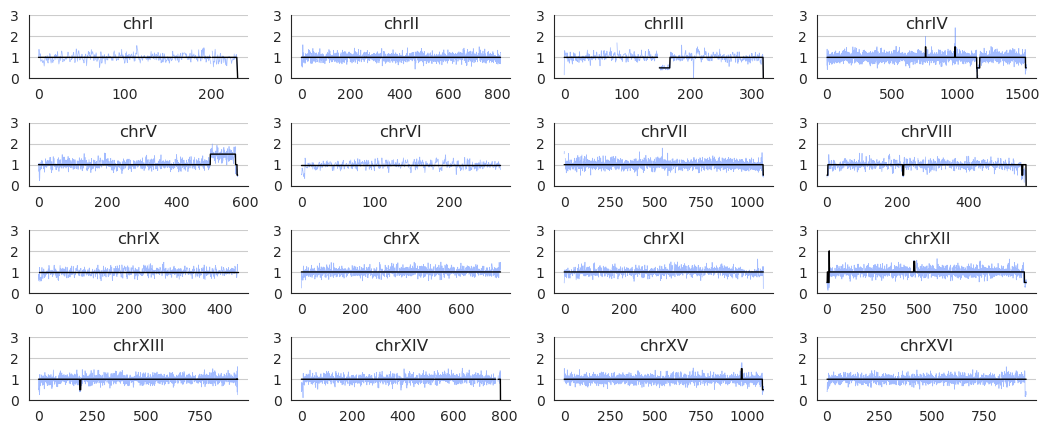 3 chrI 3 chrII 3 chrIII 3 chrIV
2 2 2 2
1 1 1 1
0 0 0 0
0 100 200 0 200 400 600 800 0 100 200 300 0 500 1000 1500
3 chrV 3 chrVI 3 chrVII 3 chrVIII
2 2 2 2
1 1 1 1
0 0 0 0
0 200 400 600 0 100 200 0 250 500 750 1000 0 200 400
3 chrIX 3 chrX 3 chrXI 3 chrXII
2 2 2 2
1 1 1 1
0 0 0 0
0 100 200 300 400 0 200 400 600 0 200 400 600 0 250 500 750 1000
3 chrXIII 3 chrXIV 3 chrXV 3 chrXVI
2 2 2 2
1 1 1 1
0 0 0 0
0 250 500 750 0 200 400 600 800 0 250 500 750 1000 0 250 500 750